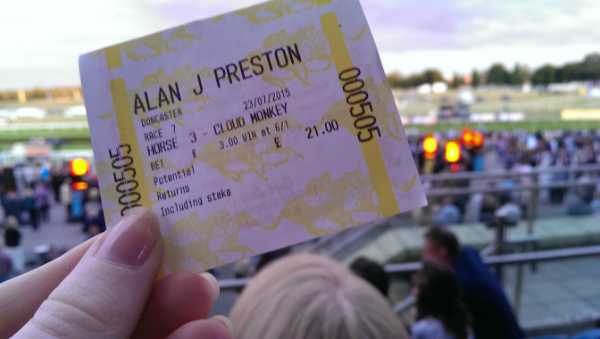 ALAN J PRESTON
DONCASTER 23/07/2015
RACE 7
HORSE 3 - CLOUD MONKEY
BET £ 3.00 WIN at 6/1
Potential £ 21.00
Returns
Including stake
000505
000505